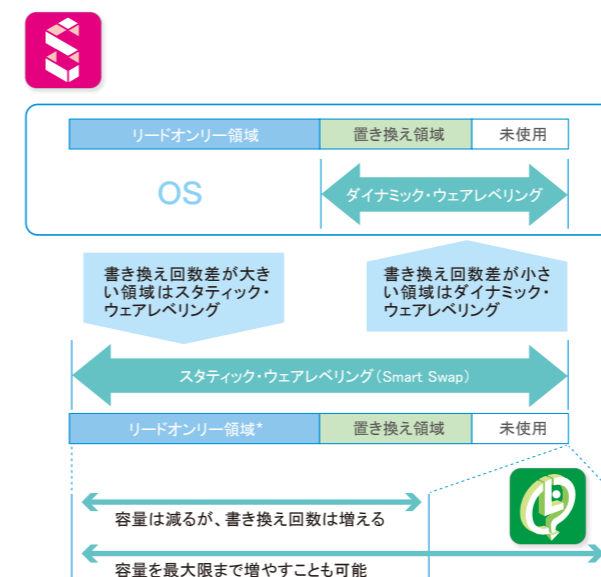 リードオンリー領域 置き換え領域 未使用
OS
ダイナミック・ウェアレベリング
書き換え回数差が大き
い領域はスタティック・
ウェアレベリング
書き換え回数差が小さ
い領域はダイナミック・
ウェアレベリング
スタティック・ウェアレベリング（Smart Swap）
リードオンリー領域* 置き換え領域 未使用
容量は減るが、書き換え回数は増える
容量を最大限まで増やすことも可能